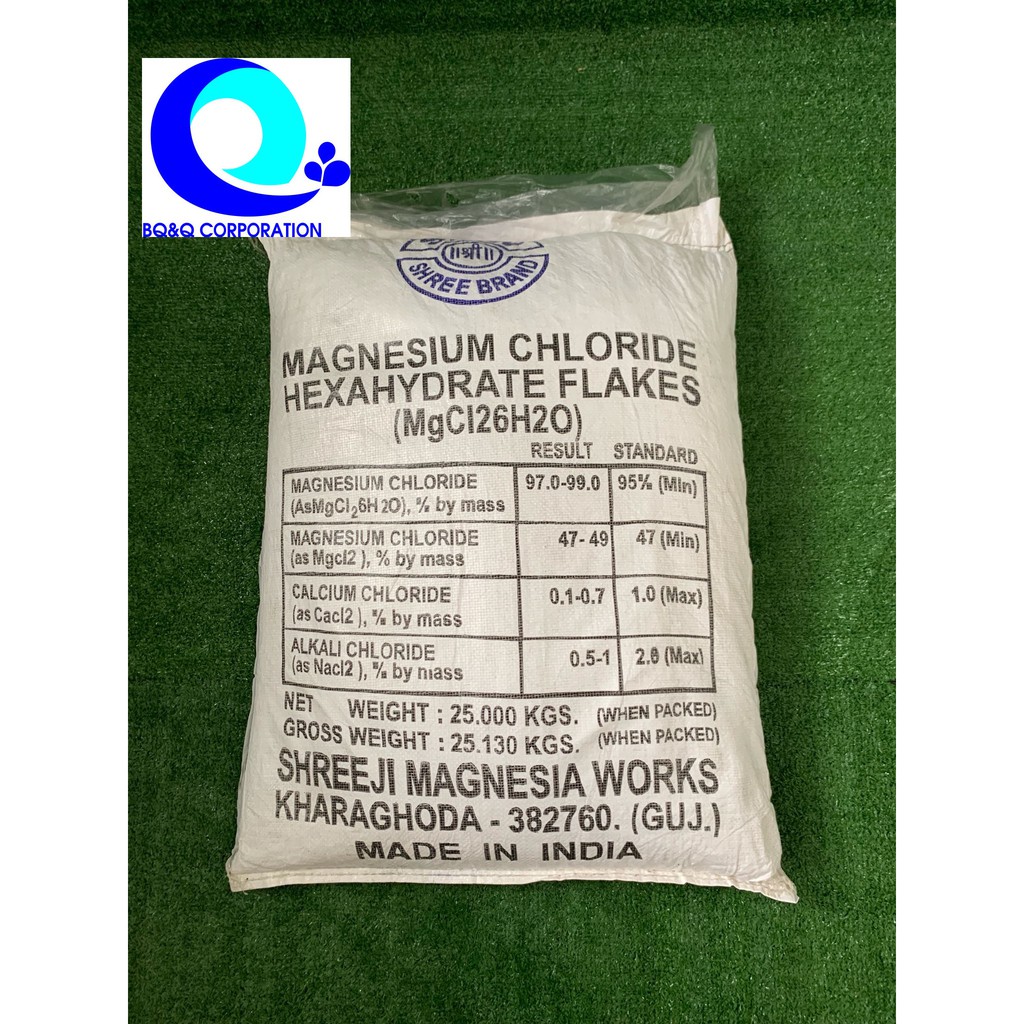 BQ&Q CORPORATION
॥श्री॥
SHREE BRAND
MAGNESIUM CHLORIDE
HEXAHYDRATE FLAKES
(MgCl26H2O)
RESULT STANDARD
MAGNESIUM CHLORIDE 97.0-99.0 95% (Min)
(AsMgCl26H2O), % by mass
MAGNESIUM CHLORIDE 47-49 47 (Min)
(as Mgcl2 ), % by mass
CALCIUM CHLORIDE 0.1-0.7 1.0 (Max)
(as Cacl2 ), % by mass
ALKALI CHLORIDE 0.5-1 2.0 (Max)
(as Nacl2 ), % by mass
NET WEIGHT : 25.000 KGS. (WHEN PACKED)
GROSS WEIGHT : 25.130 KGS. (WHEN PACKED)
SHREEJI MAGNESIA WORKS
KHARAGHODA - 382760. (GUJ.)
MADE IN INDIA